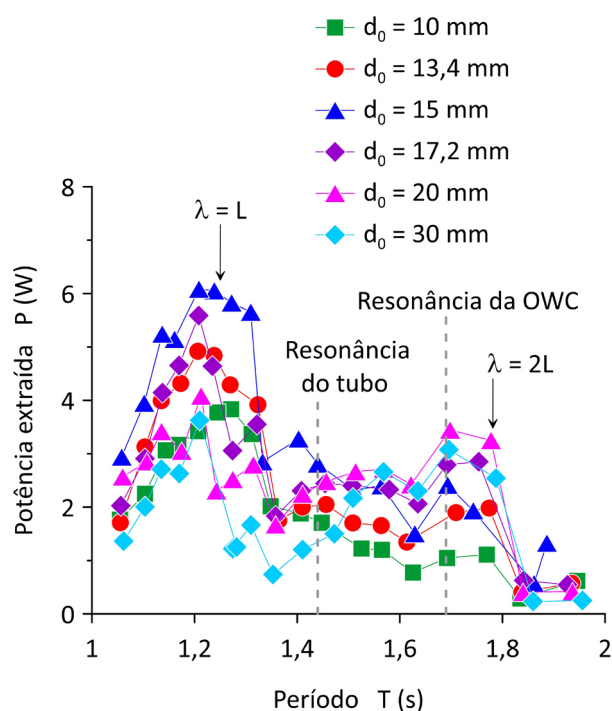 d₀ = 10 mm
d₀ = 13,4 mm
d₀ = 15 mm
d₀ = 17,2 mm
d₀ = 20 mm
d₀ = 30 mm
8
λ = L
6
Resonância da OWC
Resonância
do tubo
λ = 2L
4
2
0
Potência extraída P (W)
1
1,2
1,4
1,6
1,8
2
Período T (s)